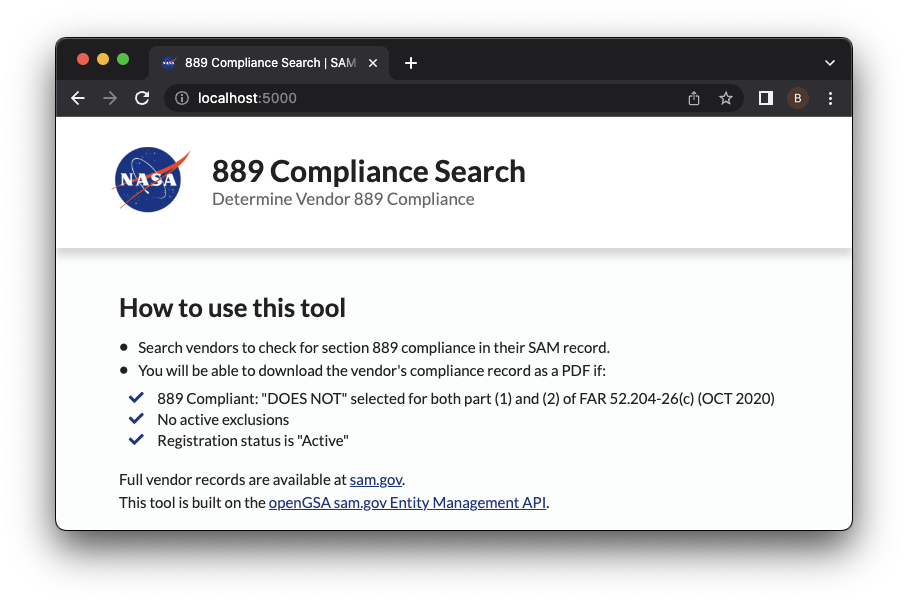 NASA
889 Compliance Search | SAM
localhost:5000
B
NASA
889 Compliance Search
Determine Vendor 889 Compliance
How to use this tool
Search vendors to check for section 889 compliance in their SAM record.
You will be able to download the vendor's compliance record as a PDF if:
889 Compliant: "DOES NOT" selected for both part (1) and (2) of FAR 52.204-26(c) (OCT 2020)
No active exclusions
Registration status is "Active"
Full vendor records are available at sam.gov.
This tool is built on the openGSA sam.gov Entity Management API.